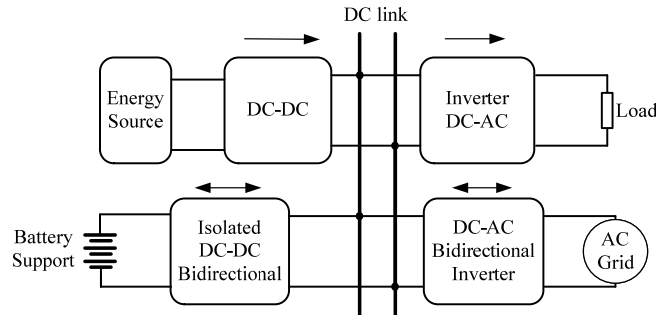 DC link
Energy
Source
DC-DC
Inverter
DC-AC
Load
Battery
Support
Isolated
DC-DC
Bidirectional
DC-AC
Bidirectional
Inverter
AC
Grid